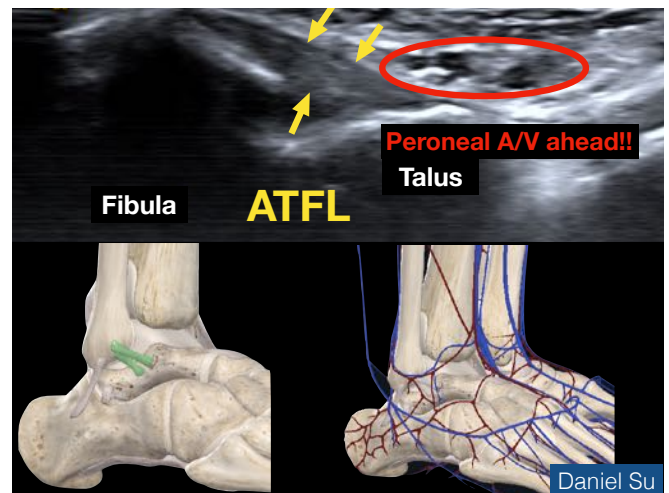 Peroneal A/V ahead!!
Talus
Fibula
ATFL
Daniel Su